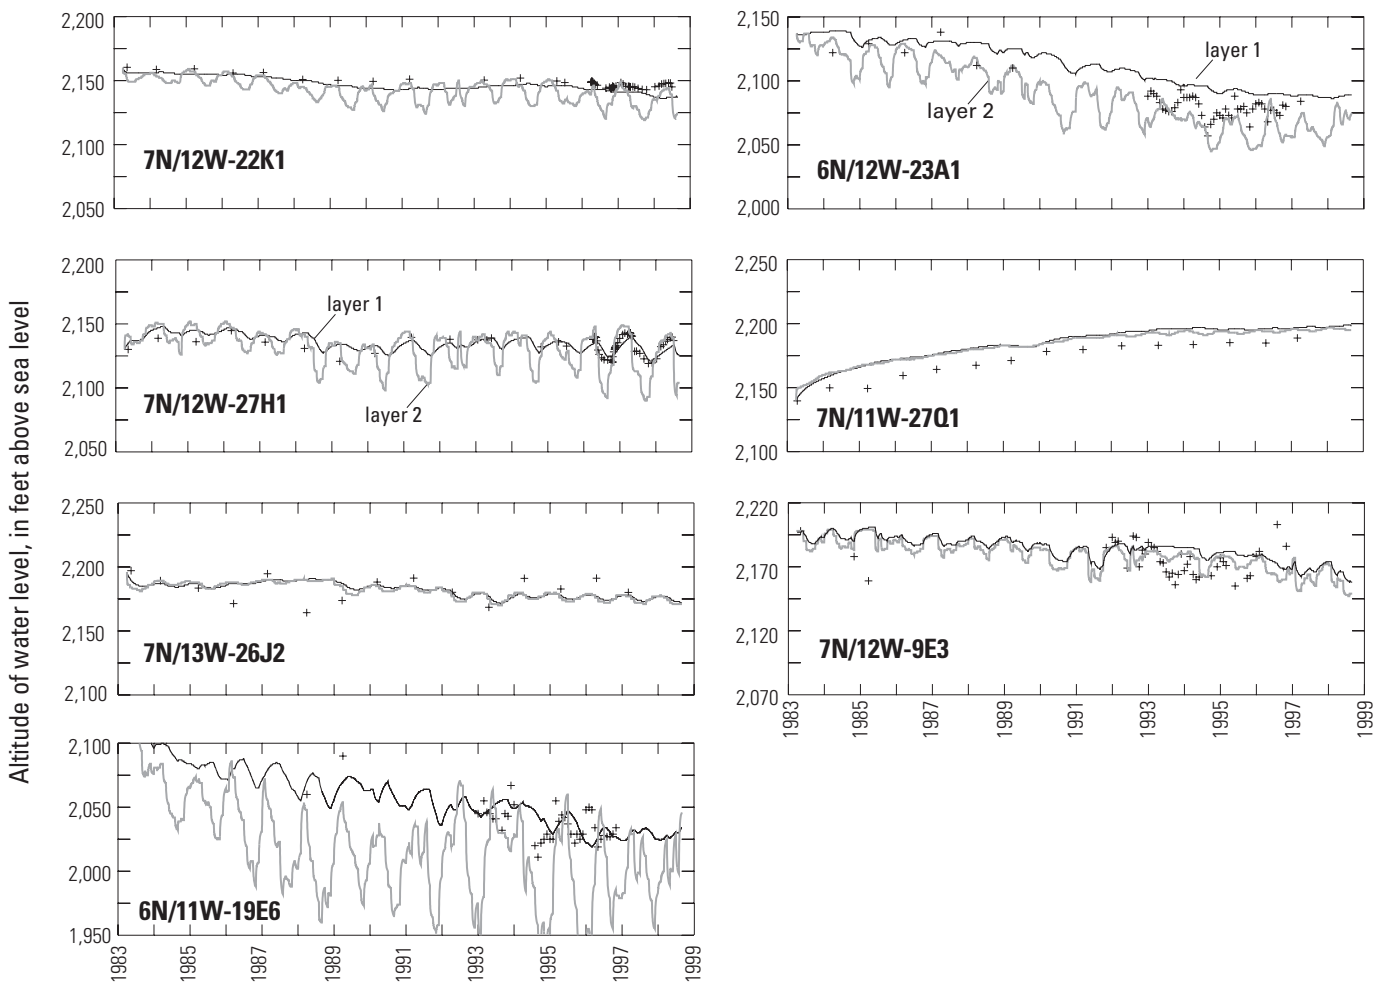 Altitude of water level, in feet above sea level
2,200
2,150
2,100
2,050
7N/12W-22K1
2,150
2,100
2,050
2,000
layer 1
layer 2
6N/12W-23A1
2,200
2,150
2,100
2,050
layer 1
layer 2
7N/12W-27H1
2,250
2,200
2,150
2,100
7N/11W-27Q1
2,250
2,200
2,150
2,100
7N/13W-26J2
2,220
2,170
2,120
2,070
7N/12W-9E3
1983 1985 1987 1989 1991 1993 1995 1997 1999
2,100
2,050
2,000
1,950
6N/11W-19E6
1983 1985 1987 1989 1991 1993 1995 1997 1999